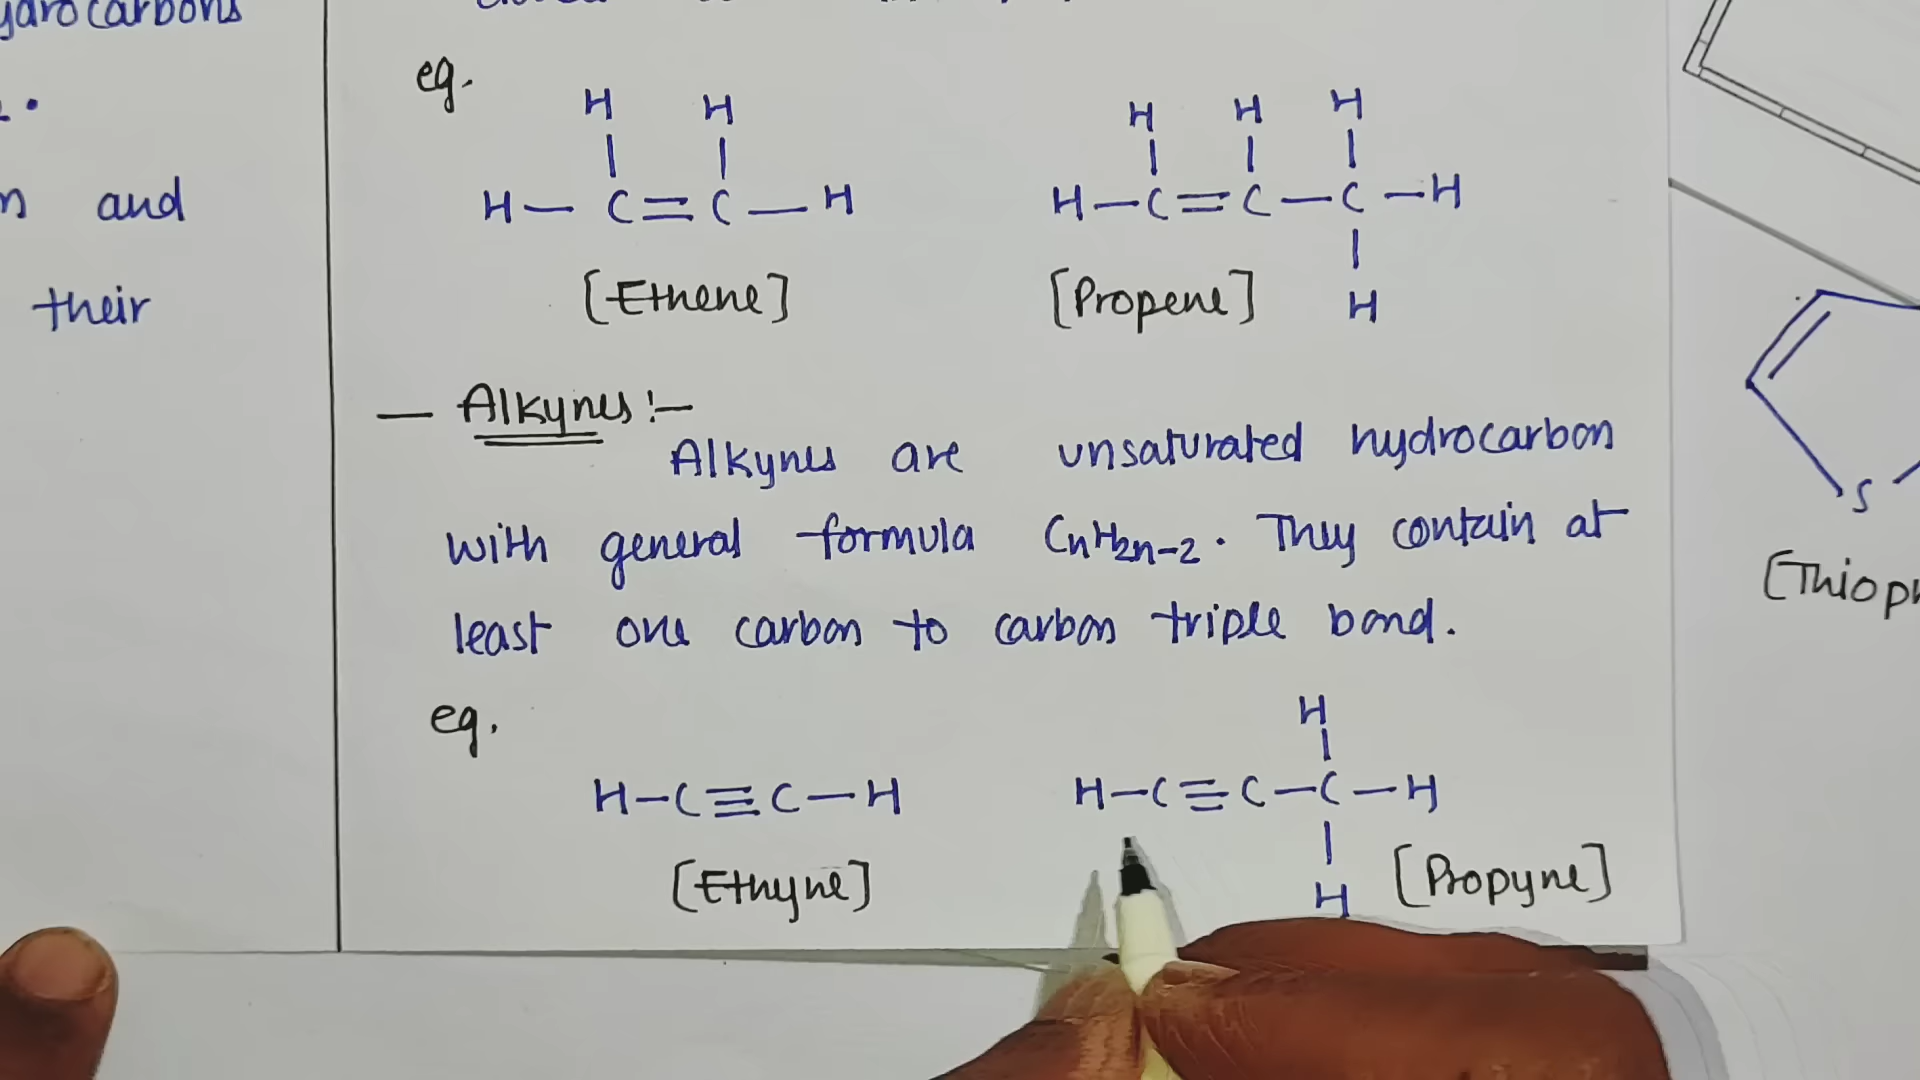 and
their
eg.
H H
H — C = C — H
[Ethene]
H H H
H — C = C — C — H
H
[Propene]
— Alkynes :-
Alkynes are unsaturated hydrocarbon
with general formula CnH2n-2. They contain at
least one carbon to carbon triple bond.
eg.
H — C ≡ C — H
[Ethyne]
H
H — C ≡ C — C — H
H
[Propyne]
S